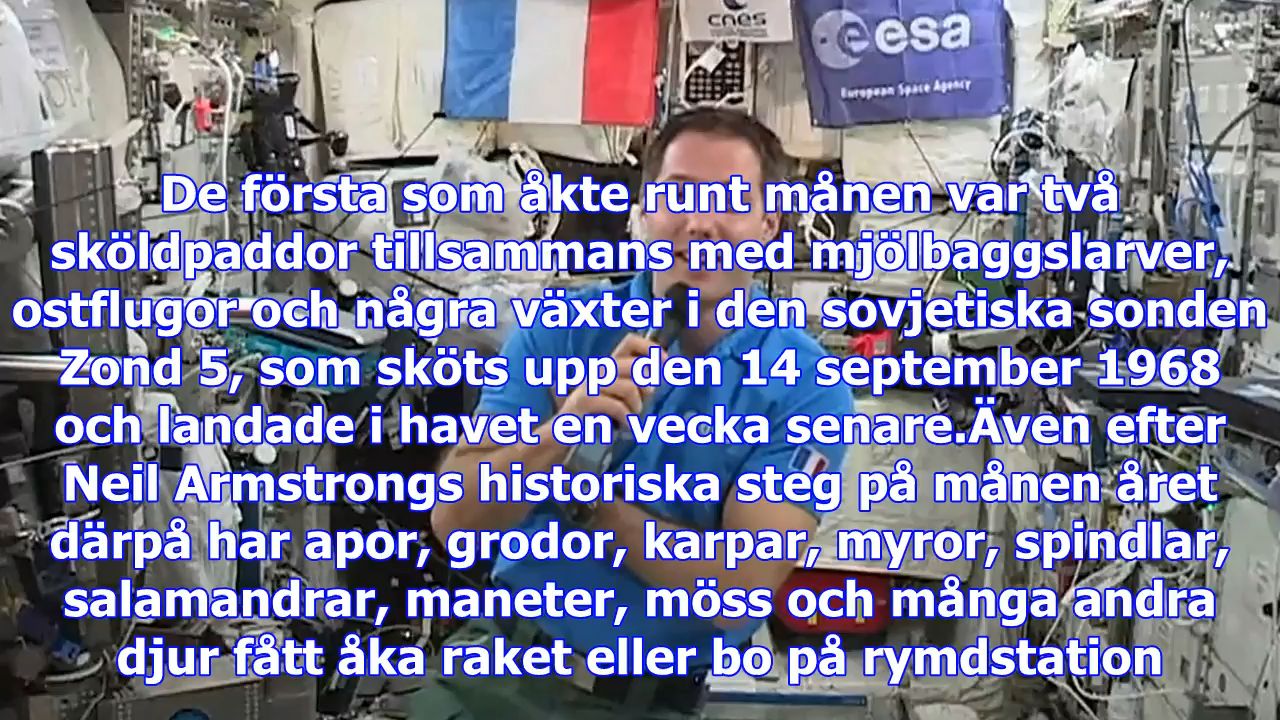 cnes
esa
European Space Agency
De första som åkte runt månen var två
sköldpaddor tillsammans med mjölbaggslarver,
ostflugor och några växter i den sovjetiska sonden
Zond 5, som sköts upp den 14 september 1968
och landade i havet en vecka senare.Även efter
Neil Armstrongs historiska steg på månen året
därpå har apor, grodor, karpar, myror, spindlar,
salamandrar, maneter, möss och många andra
djur fått åka raket eller bo på rymdstation